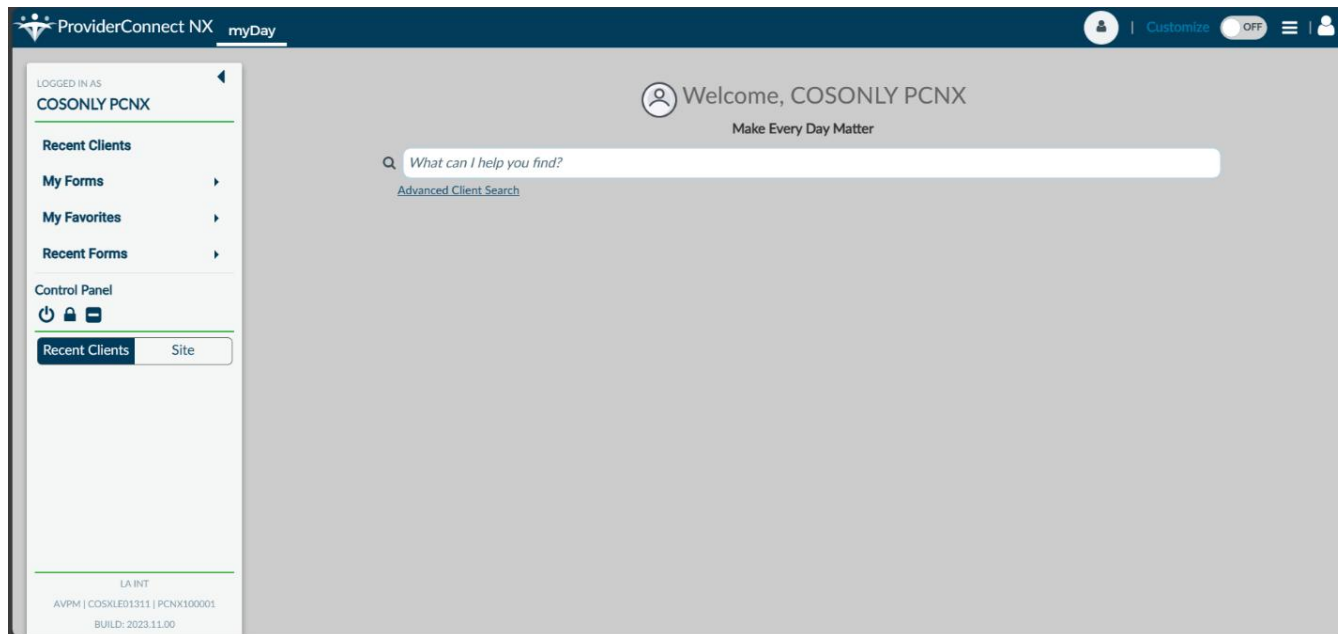 ProviderConnect NX myDay
Customize OFF
LOGGED IN AS
COSONLY PCNX
Recent Clients
My Forms
My Favorites
Recent Forms
Control Panel
Recent Clients Site
LA INT
AVPM | COSXLE01311 | PCNX100001
BUILD: 2023.11.00
Welcome, COSONLY PCNX
Make Every Day Matter
What can I help you find?
Advanced Client Search